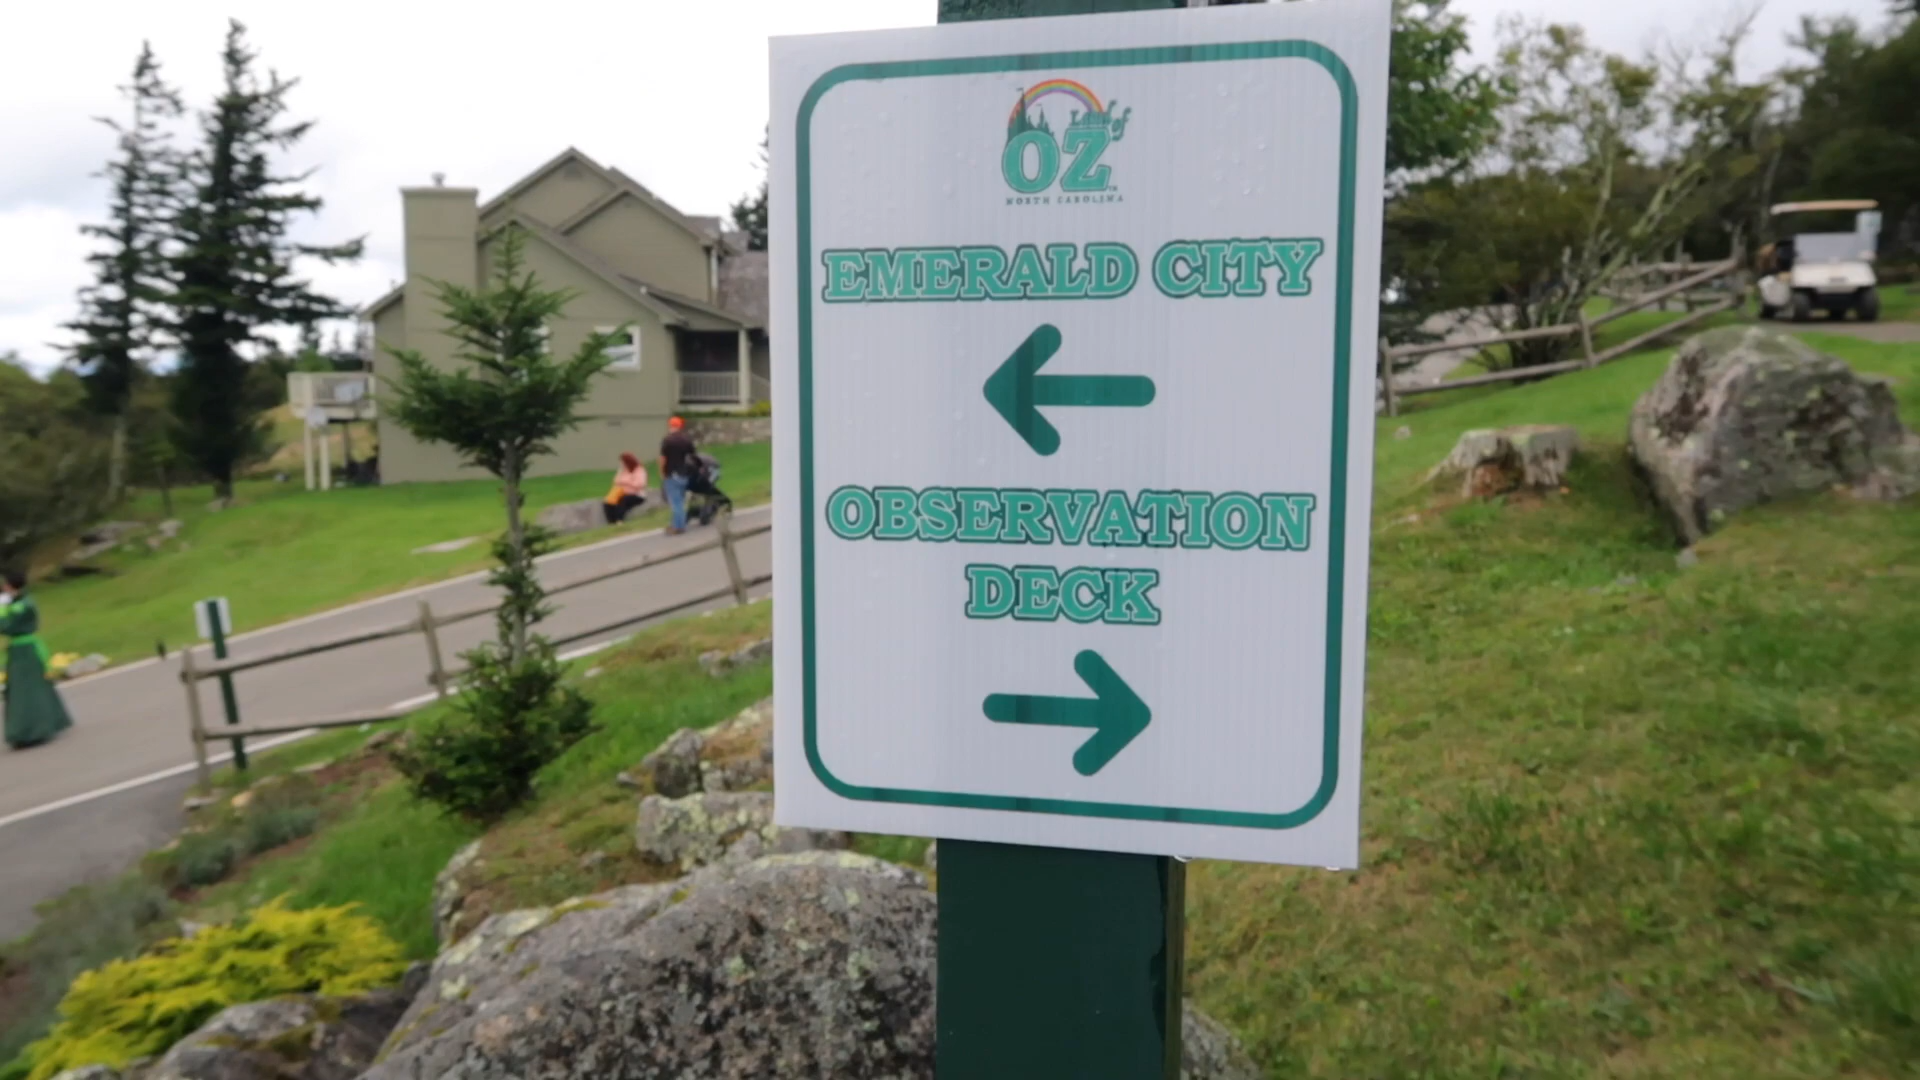 Land of
OZ
NORTH CAROLINA
EMERALD CITY
OBSERVATION
DECK